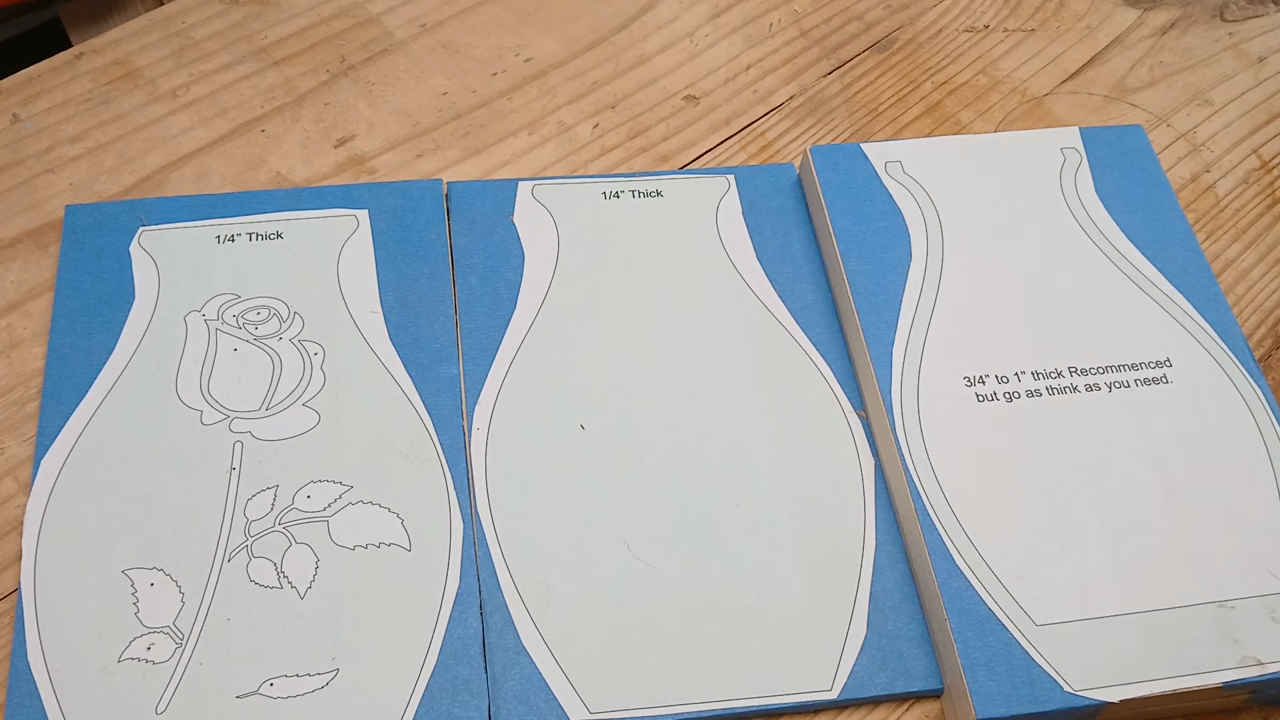 1/4" Thick
1/4" Thick
3/4" to 1" thick Recommenced
but go as think as you need.